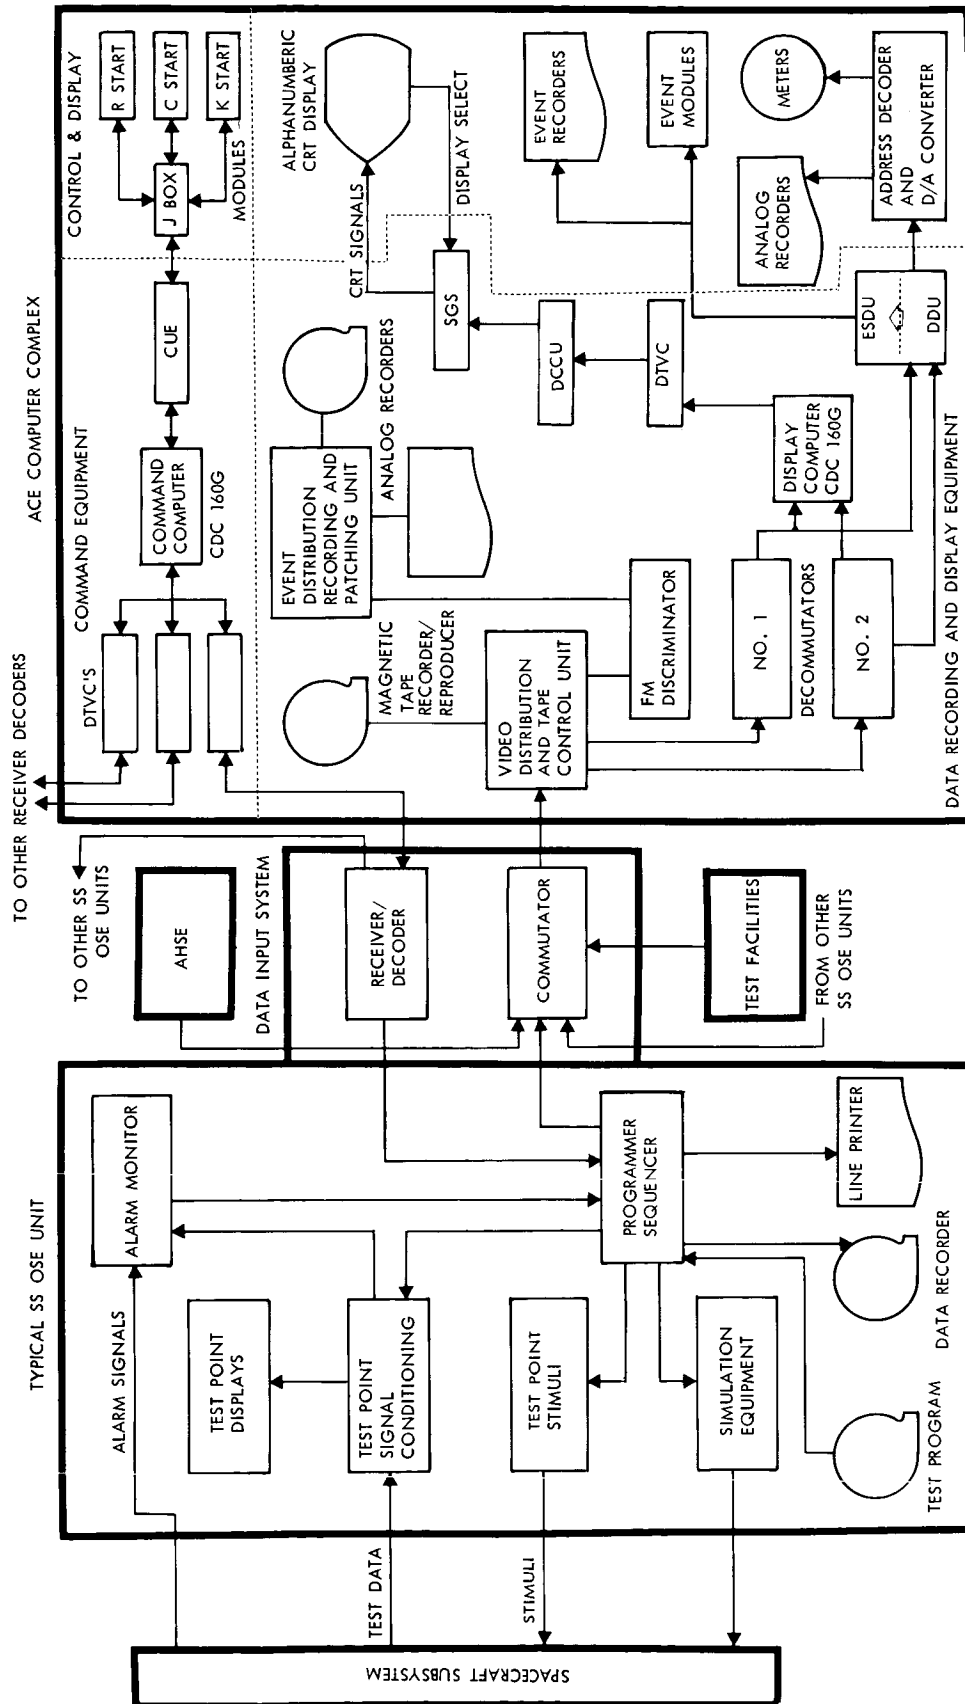 ACE COMPUTER COMPLEX
TYPICAL SS OSE UNIT
TO OTHER RECEIVER DECODERS
TO OTHER SS
OSE UNITS
COMMAND EQUIPMENT
CONTROL & DISPLAY
DTVC'S
COMMAND
COMPUTER
CDC 160G
CUE
J BOX
R START
C START
K START
MODULES
ALPHANUMBERIC
CRT DISPLAY
CRT SIGNALS
DISPLAY SELECT
SGS
DCCU
DTVC
MAGNETIC
TAPE
RECORDER/
REPRODUCER
EVENT
DISTRIBUTION
RECORDING AND
PATCHING UNIT
ANALOG RECORDERS
VIDEO
DISTRIBUTION
AND TAPE
CONTROL UNIT
FM
DISCRIMINATOR
NO. 1
DECOMMUTATORS
NO. 2
DISPLAY
COMPUTER
CDC 160G
ESDU
DDU
EVENT
RECORDERS
EVENT
MODULES
METERS
ANALOG
RECORDERS
ADDRESS DECODER
AND
D/A CONVERTER
DATA RECORDING AND DISPLAY EQUIPMENT
AHSE
DATA INPUT SYSTEM
RECEIVER/
DECODER
COMMUTATOR
TEST FACILITIES
FROM OTHER
SS OSE UNITS
ALARM SIGNALS
ALARM MONITOR
TEST POINT
DISPLAYS
TEST POINT
SIGNAL
CONDITIONING
TEST POINT
STIMULI
SIMULATION
EQUIPMENT
PROGRAMMER
SEQUENCER
LINE PRINTER
DATA RECORDER
TEST PROGRAM
TEST DATA
STIMULI
SPACECRAFT SUBSYSTEM